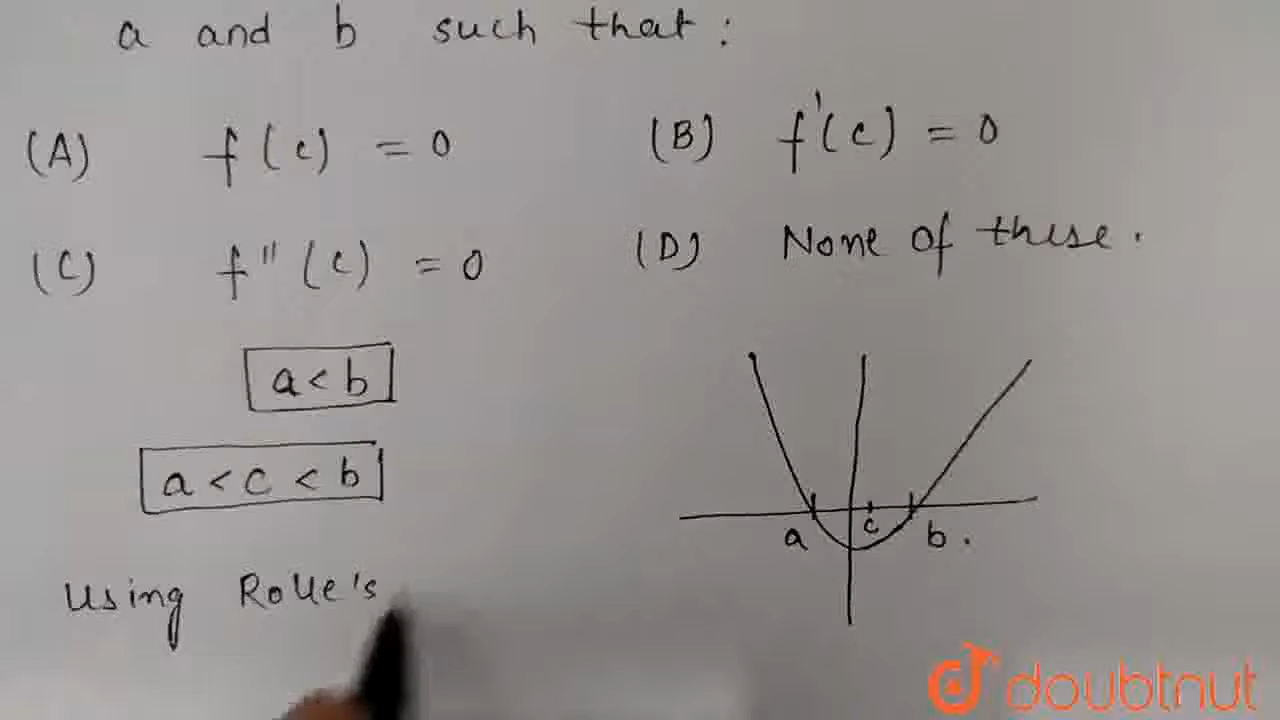 a and b such that :
(A) f(c) = 0 (B) f'(c) = 0
(C) f"(c) = 0 (D) None of these.
a < b
a < c < b
a c b.
Using Rolle's
doubtnut